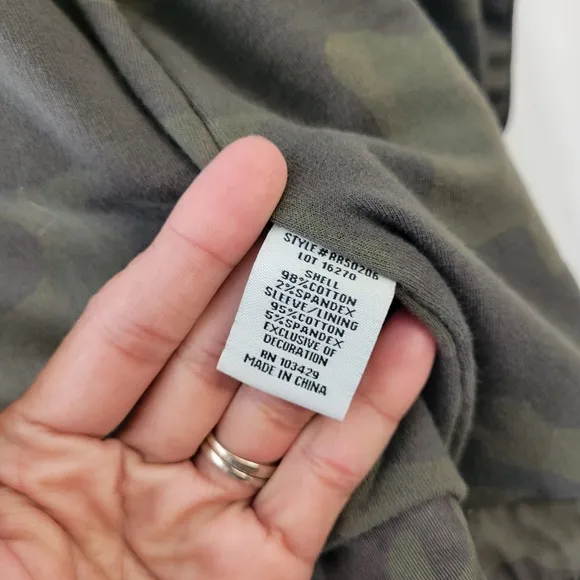 STYLE # RR50206
LOT 16270
SHELL
98%COTTON
2%SPANDEX
SLEEVE/LINING
95%COTTON
5%SPANDEX
EXCLUSIVE OF
DECORATION
RN 103429
MADE IN CHINA